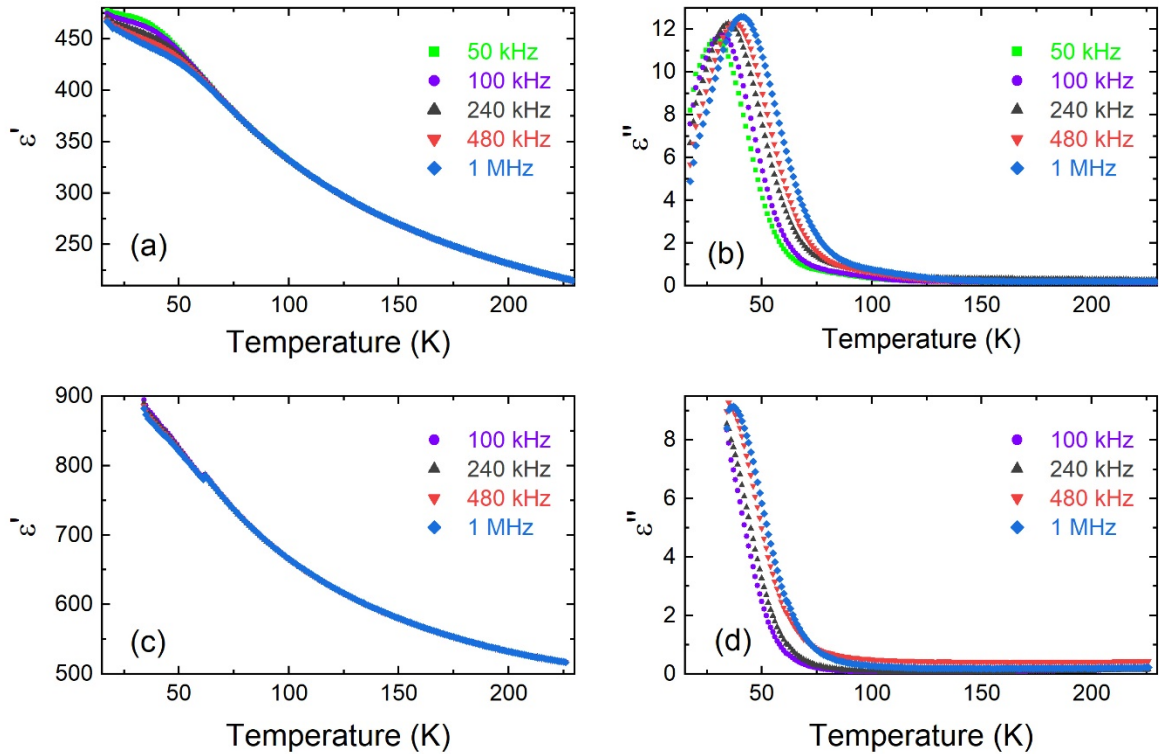 450
400
350
300
250
ε'
50 kHz
100 kHz
240 kHz
480 kHz
1 MHz
(a)
50 100 150 200
Temperature (K)
12
10
8
6
4
2
0
ε"
50 kHz
100 kHz
240 kHz
480 kHz
1 MHz
(b)
50 100 150 200
Temperature (K)
900
800
700
600
500
ε'
100 kHz
240 kHz
480 kHz
1 MHz
(c)
50 100 150 200
Temperature (K)
8
6
4
2
0
ε"
100 kHz
240 kHz
480 kHz
1 MHz
(d)
50 100 150 200
Temperature (K)